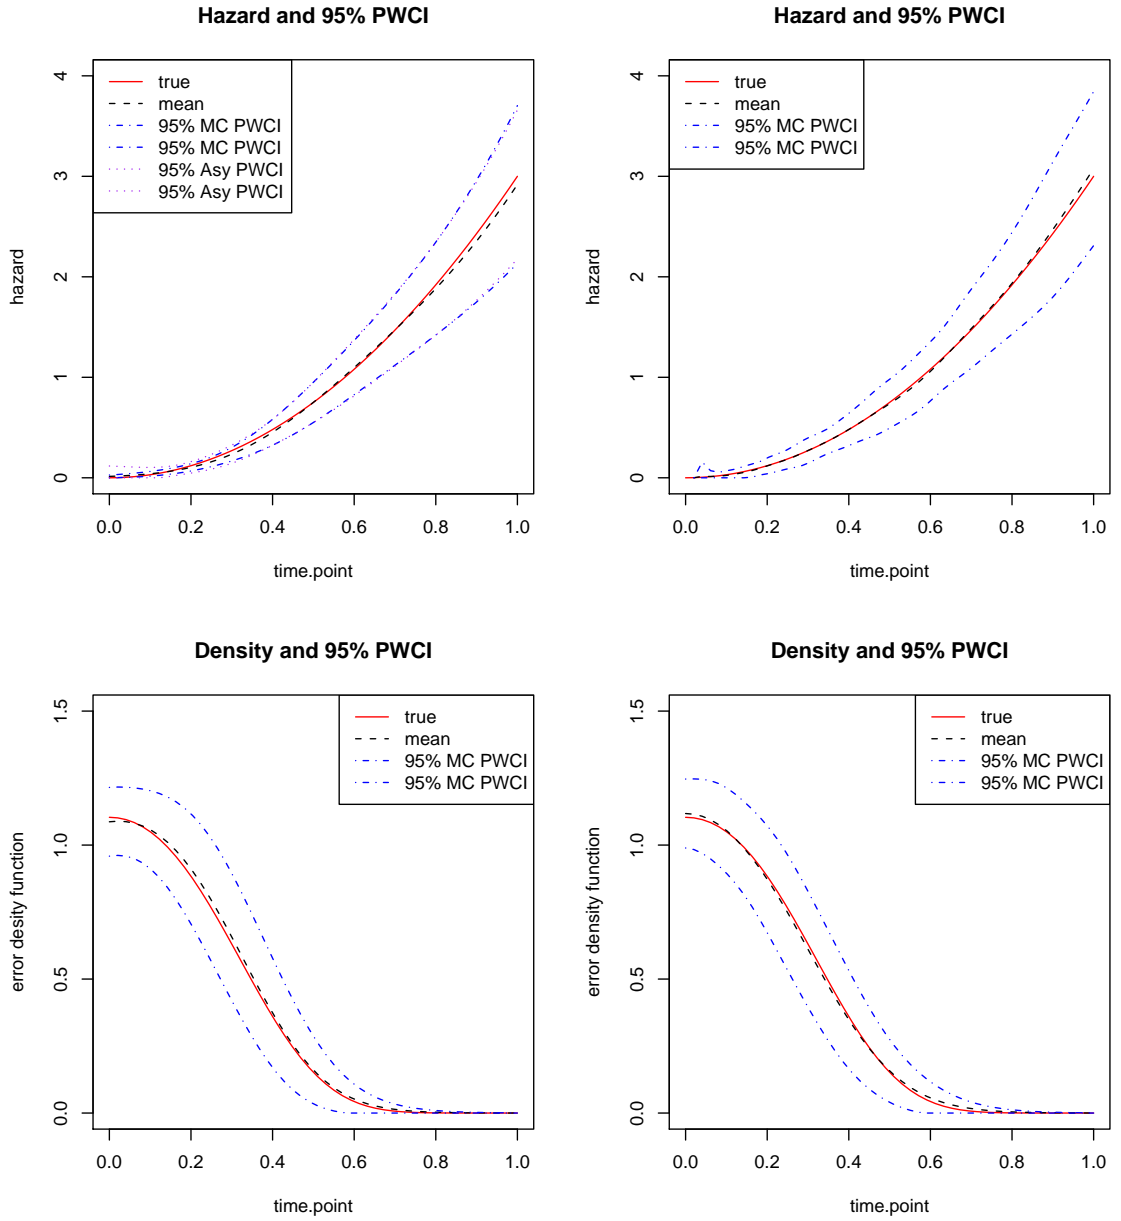 Hazard and 95% PWCI
hazard
4
3
2
1
0
true
mean
95% MC PWCI
95% MC PWCI
95% Asy PWCI
95% Asy PWCI
0.0 0.2 0.4 0.6 0.8 1.0
time.point
Hazard and 95% PWCI
hazard
4
3
2
1
0
true
mean
95% MC PWCI
95% MC PWCI
0.0 0.2 0.4 0.6 0.8 1.0
time.point
Density and 95% PWCI
error desity function
1.5
1.0
0.5
0.0
true
mean
95% MC PWCI
95% MC PWCI
0.0 0.2 0.4 0.6 0.8 1.0
time.point
Density and 95% PWCI
error density function
1.5
1.0
0.5
0.0
true
mean
95% MC PWCI
95% MC PWCI
0.0 0.2 0.4 0.6 0.8 1.0
time.point